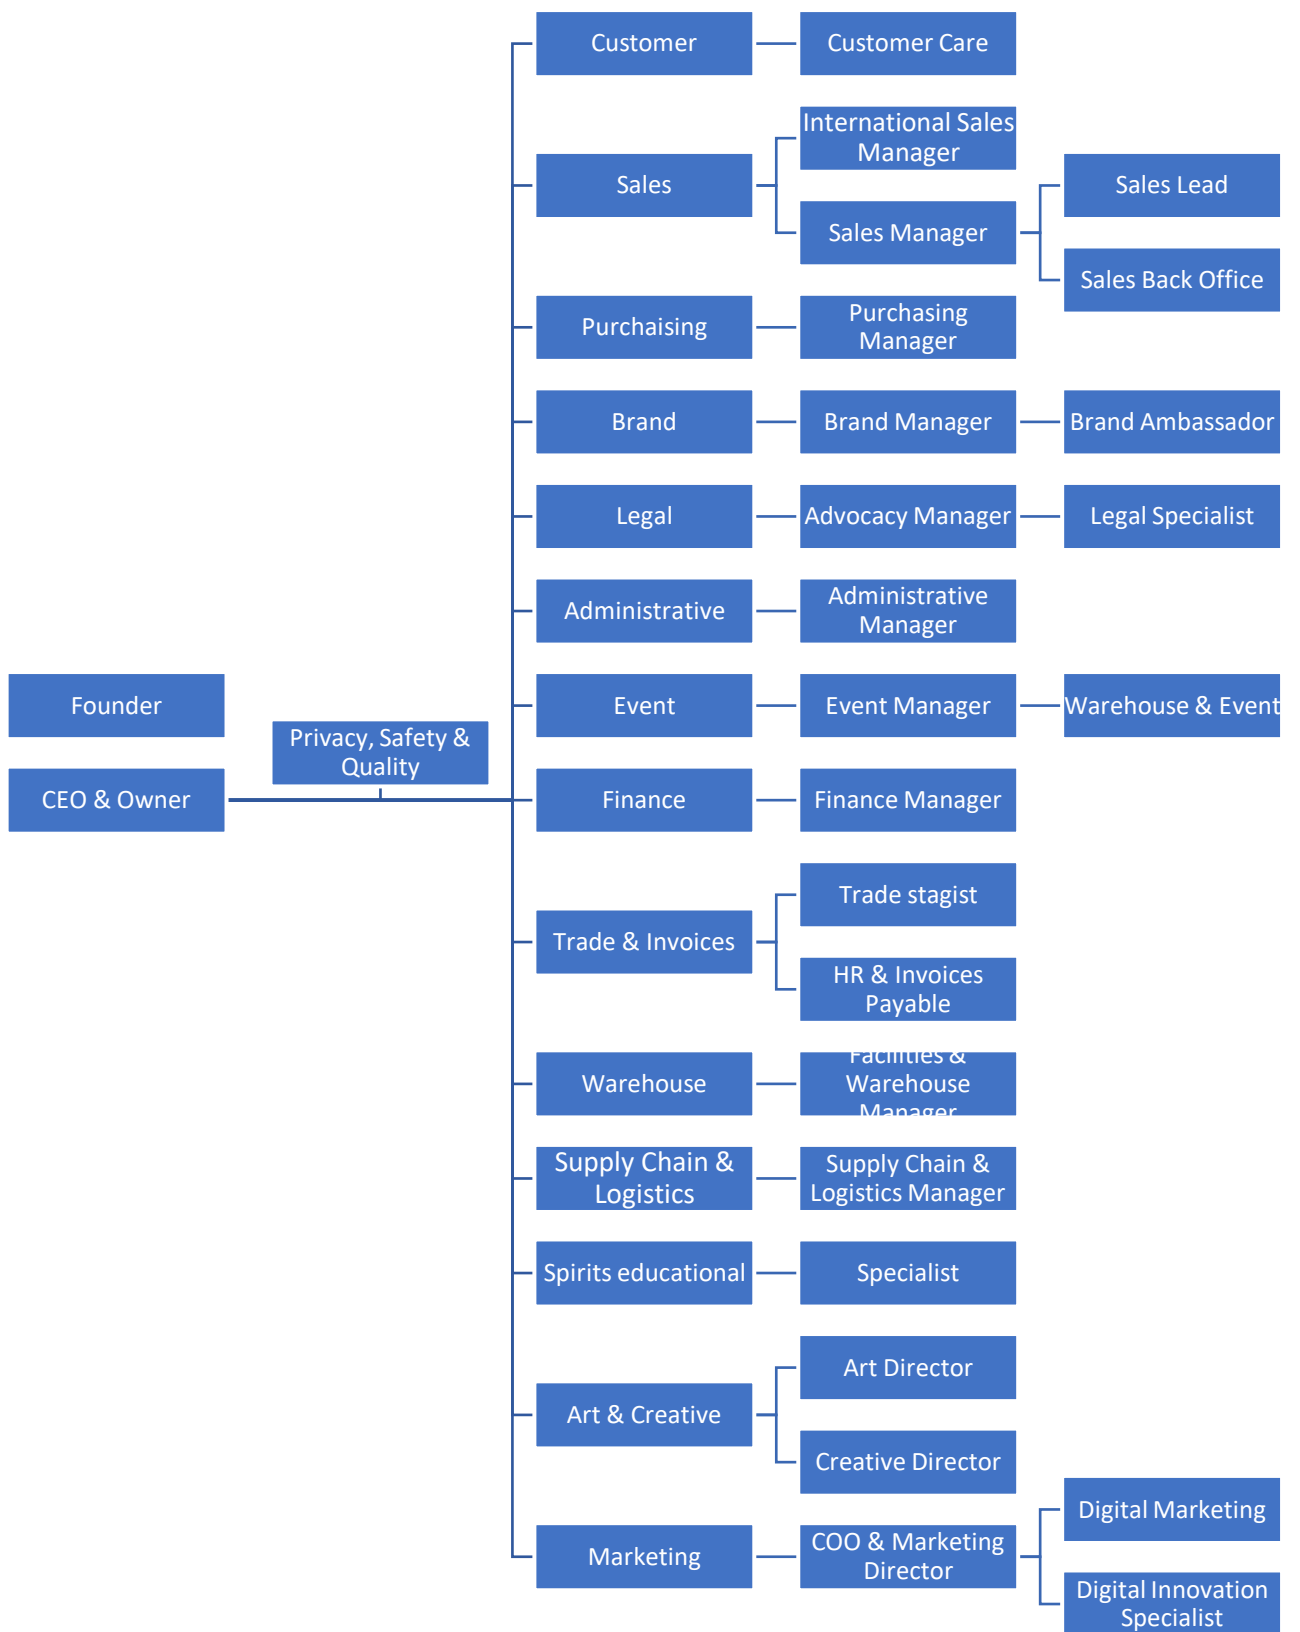 Customer
Customer Care
International Sales
Manager
Sales
Sales Lead
Sales Manager
Sales Back Office
Purchaising
Purchasing
Manager
Brand
Brand Manager
Brand Ambassador
Legal
Advocacy Manager
Legal Specialist
Administrative
Administrative
Manager
Founder
Event
Event Manager
Warehouse & Event
Privacy, Safety &
Quality
CEO & Owner
Finance
Finance Manager
Trade stagist
Trade & Invoices
HR & Invoices
Payable
Warehouse
Facilities &
Warehouse
Manager
Supply Chain &
Logistics
Supply Chain &
Logistics Manager
Spirits educational
Specialist
Art Director
Art & Creative
Creative Director
Digital Marketing
Marketing
COO & Marketing
Director
Digital Innovation
Specialist